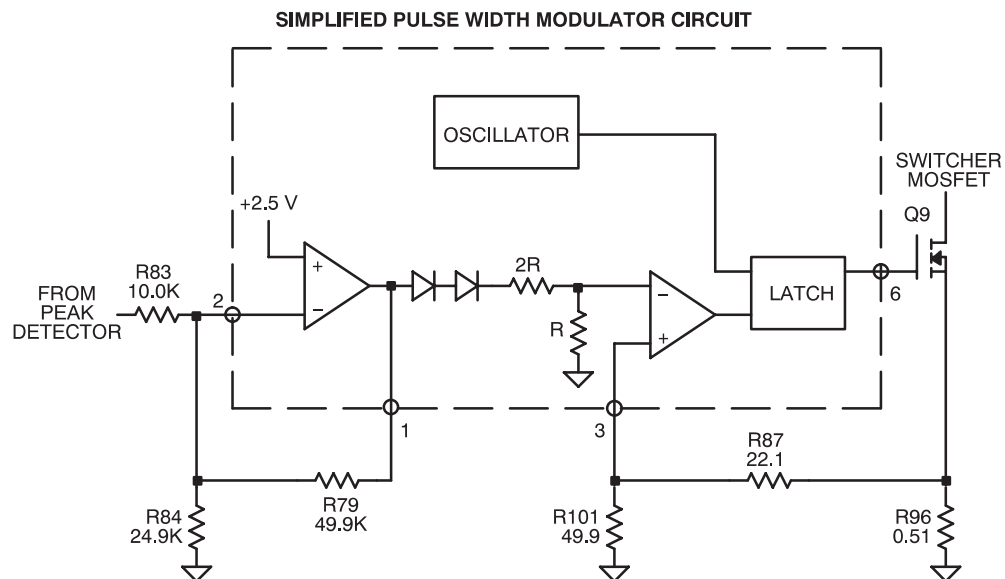 SIMPLIFIED PULSE WIDTH MODULATOR CIRCUIT
OSCILLATOR
SWITCHER
MOSFET
+2.5 V
Q9
R83
10.0K
2R
FROM
PEAK
DETECTOR
2
+
−
−
+
R
LATCH
6
1
3
R87
22.1
R79
49.9K
R84
24.9K
R101
49.9
R96
0.51